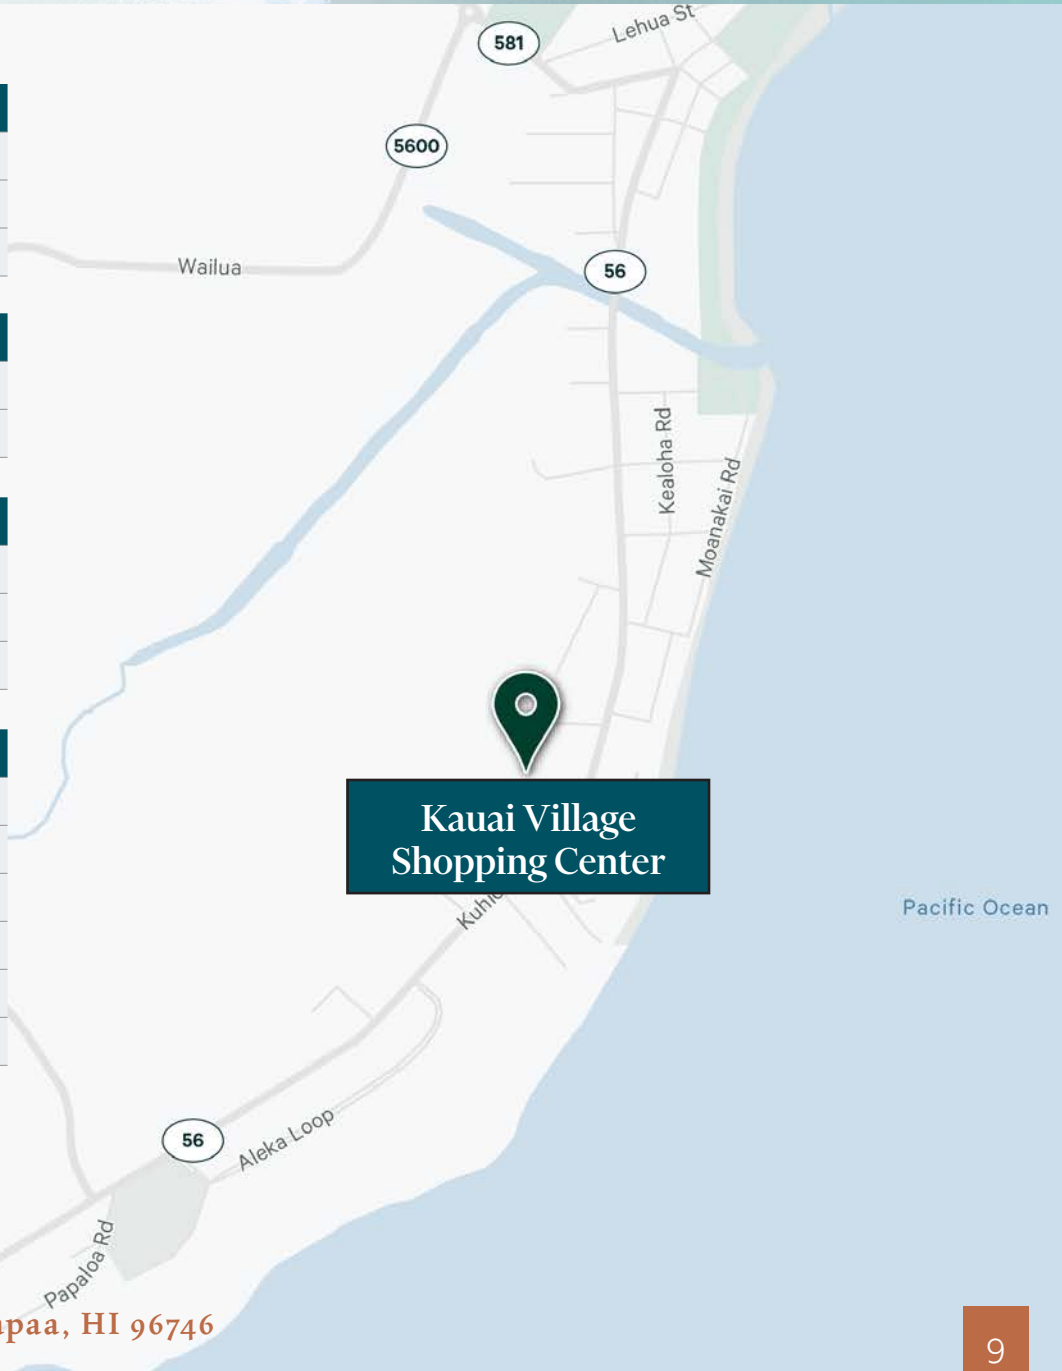 Lehua St
581
5600
56
Wailua
Kealoha Rd
Moanakai Rd
Kauai Village
Shopping Center
Pacific Ocean
56
Aleka Loop
Papaloa Rd
HI 96746
9